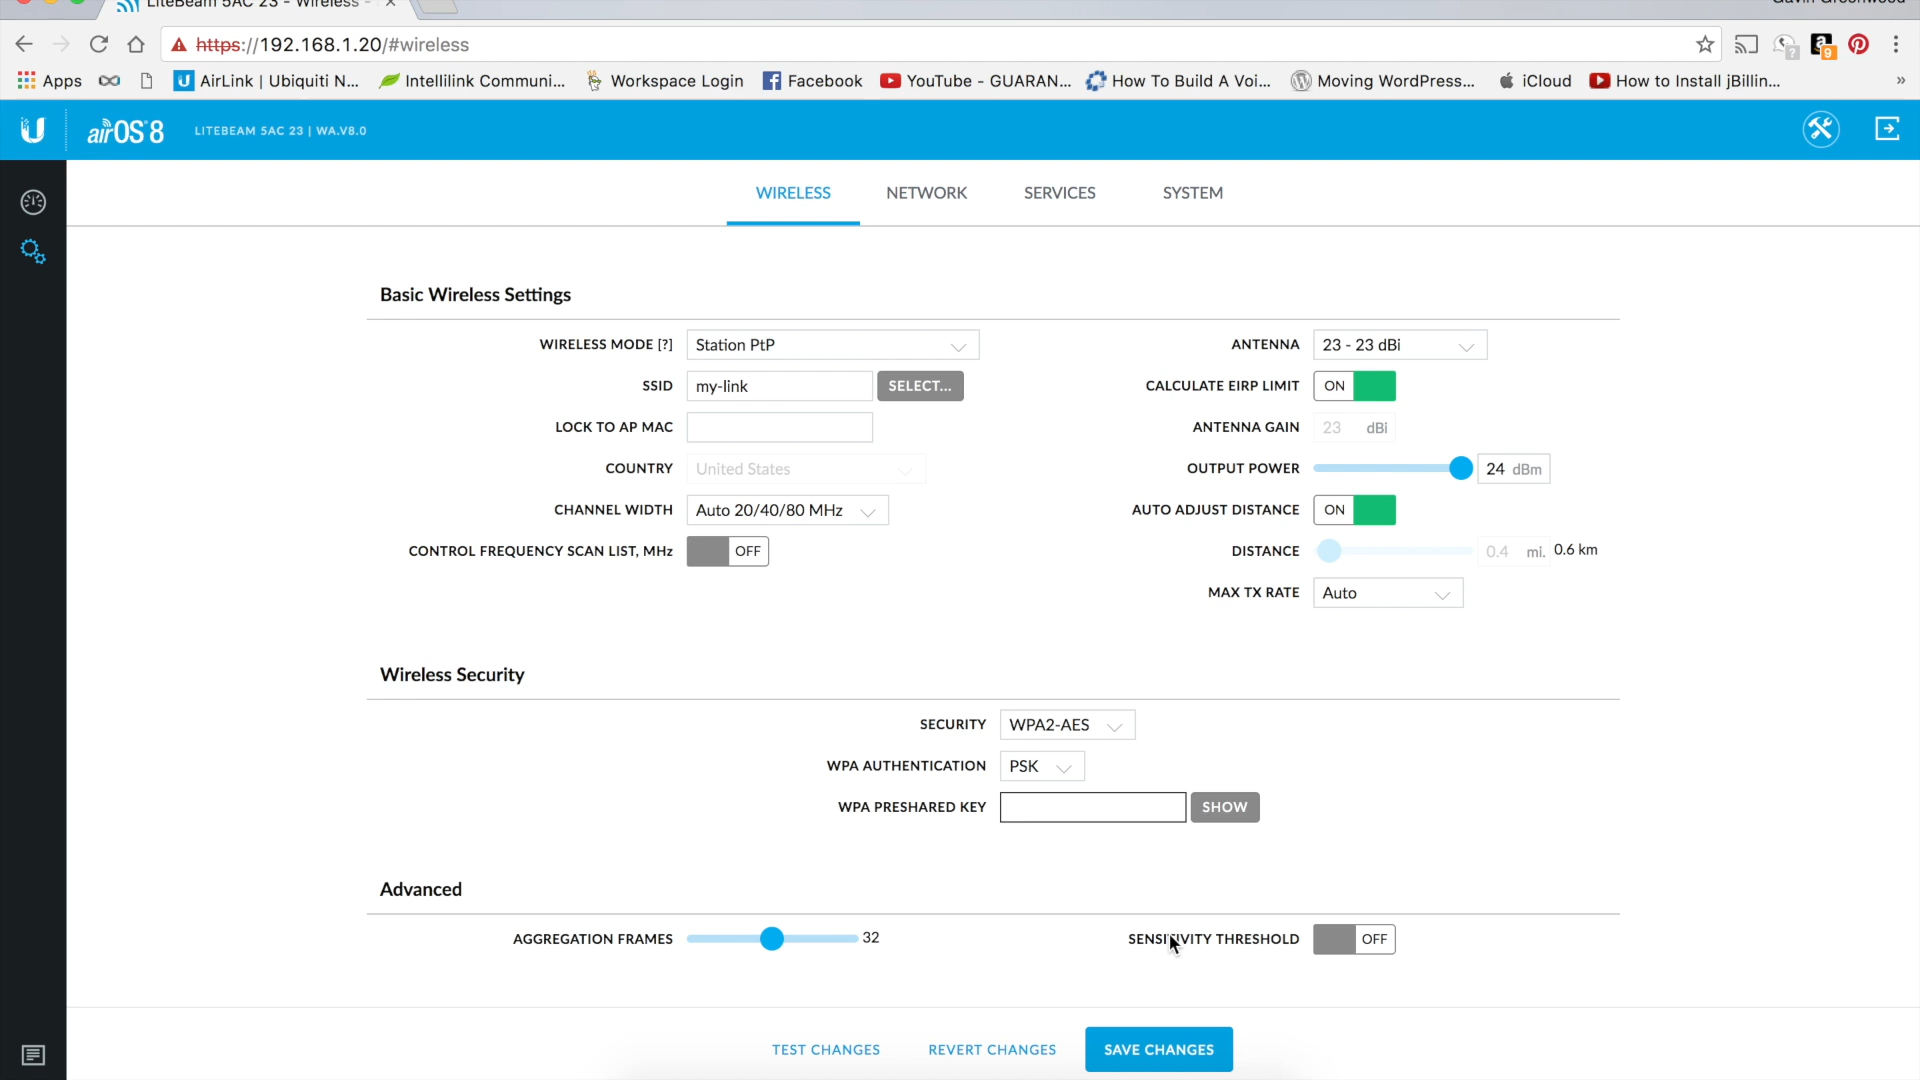 LiteBeam 5AC 23 - Wireless -
Gavin Greenwood
https://192.168.1.20/#wireless
Apps AirLink | Ubiquiti N... Intellilink Communi... Workspace Login Facebook YouTube - GUARAN... How To Build A Voi... Moving WordPress... iCloud How to Install jBillin... »
airOS 8 LITEBEAM 5AC 23 | WA.V8.0
WIRELESS NETWORK SERVICES SYSTEM
Basic Wireless Settings
WIRELESS MODE [?] Station PtP
SSID my-link SELECT...
LOCK TO AP MAC
COUNTRY United States
CHANNEL WIDTH Auto 20/40/80 MHz
CONTROL FREQUENCY SCAN LIST, MHz OFF
ANTENNA 23 - 23 dBi
CALCULATE EIRP LIMIT ON
ANTENNA GAIN 23 dBi
OUTPUT POWER 24 dBm
AUTO ADJUST DISTANCE ON
DISTANCE 0.4 mi. 0.6 km
MAX TX RATE Auto
Wireless Security
SECURITY WPA2-AES
WPA AUTHENTICATION PSK
WPA PRESHARED KEY SHOW
Advanced
AGGREGATION FRAMES 32
SENSITIVITY THRESHOLD OFF
TEST CHANGES REVERT CHANGES SAVE CHANGES